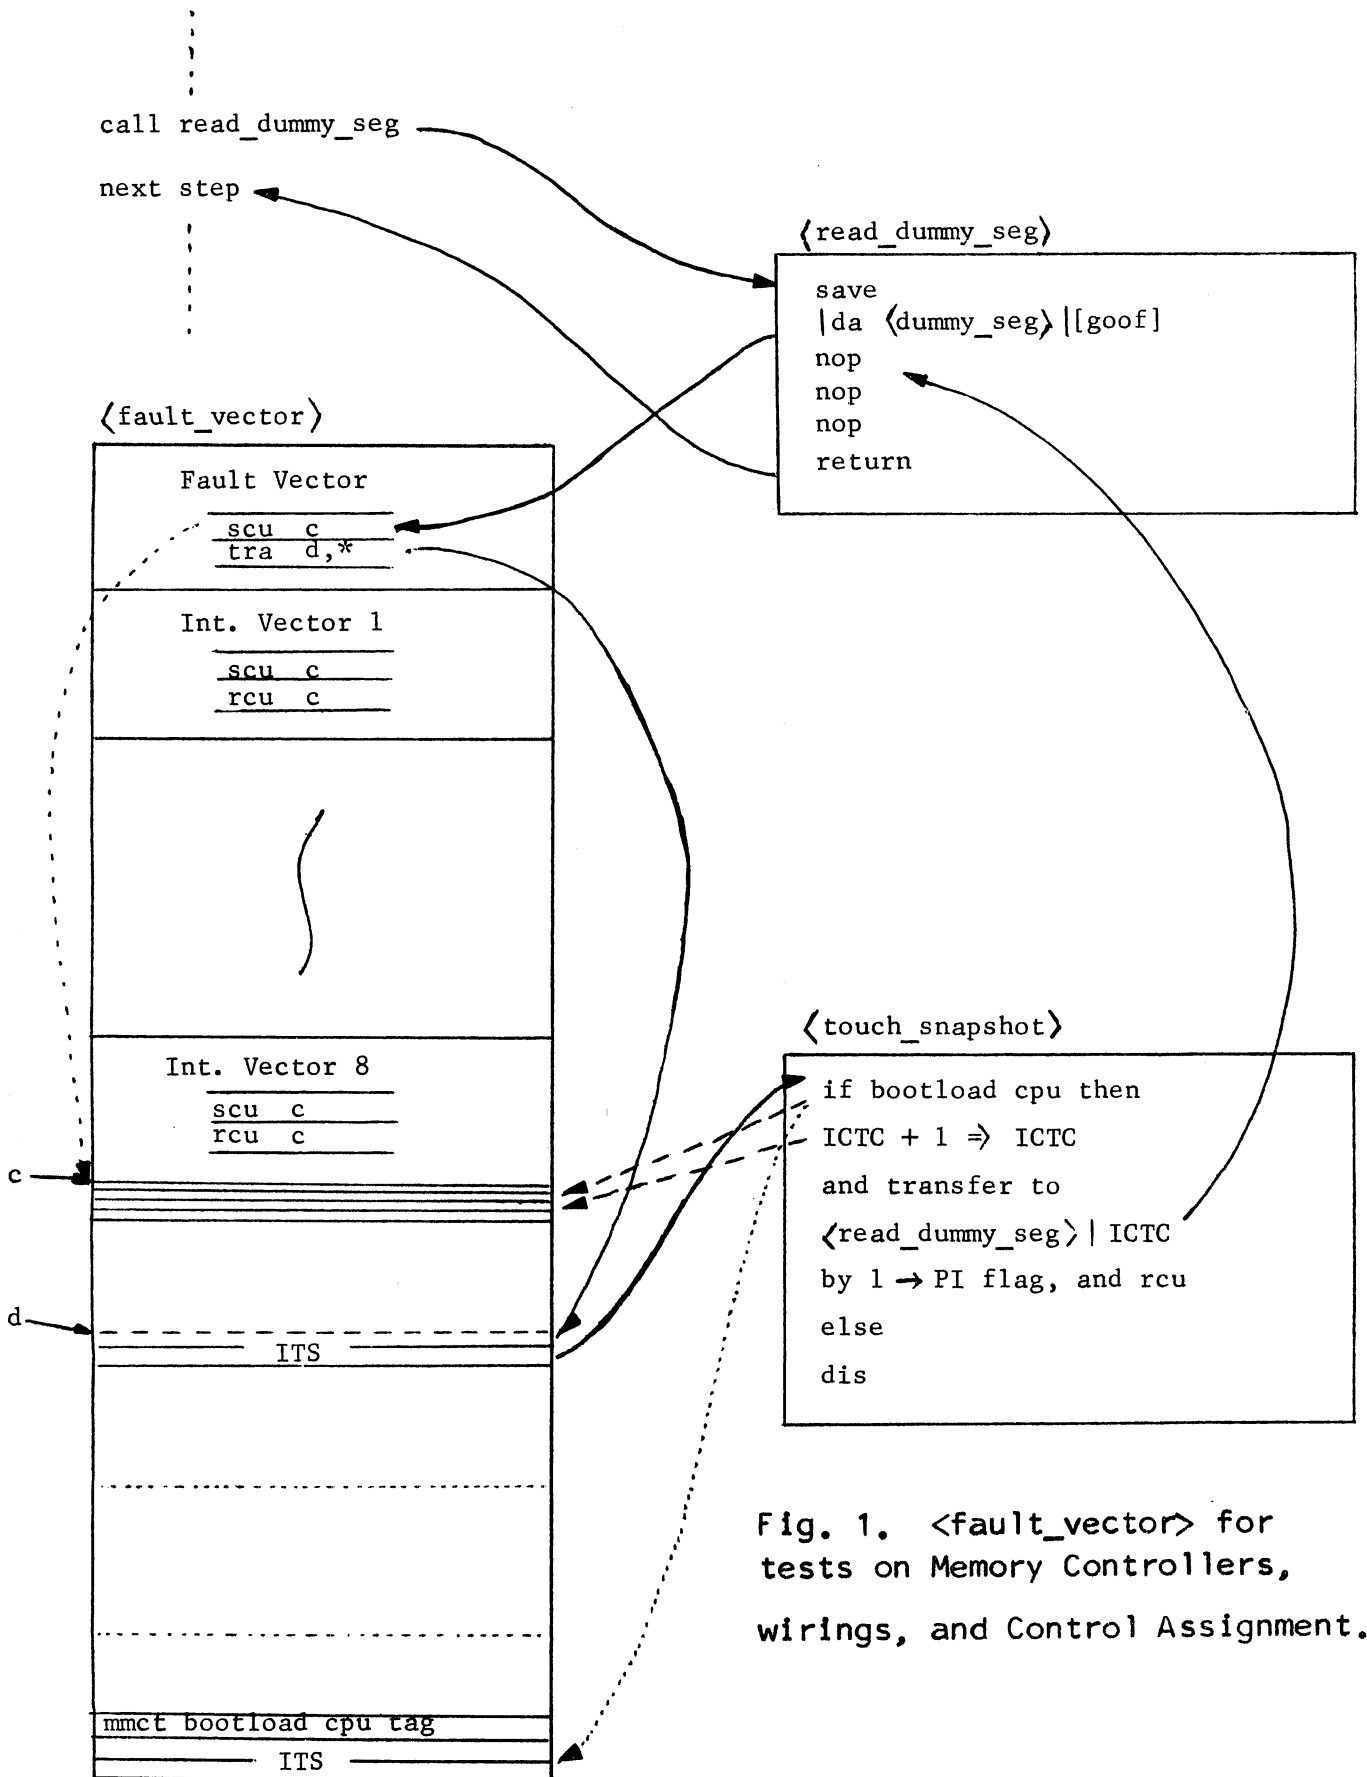 call read_dummy_seg
next step
⟨read_dummy_seg⟩
save
|da ⟨dummy_seg⟩|[goof]
nop
nop
nop
return
⟨fault_vector⟩
Fault Vector
scu c
tra d,*
Int. Vector 1
scu c
rcu c
Int. Vector 8
scu c
rcu c
c
d
ITS
mmct bootload cpu tag
ITS
⟨touch_snapshot⟩
if bootload cpu then
ICTC + 1 ⇒ ICTC
and transfer to
⟨read_dummy_seg⟩| ICTC
by 1 → PI flag, and rcu
else
dis
Fig. 1. <fault_vector> for
tests on Memory Controllers,
wirings, and Control Assignment.